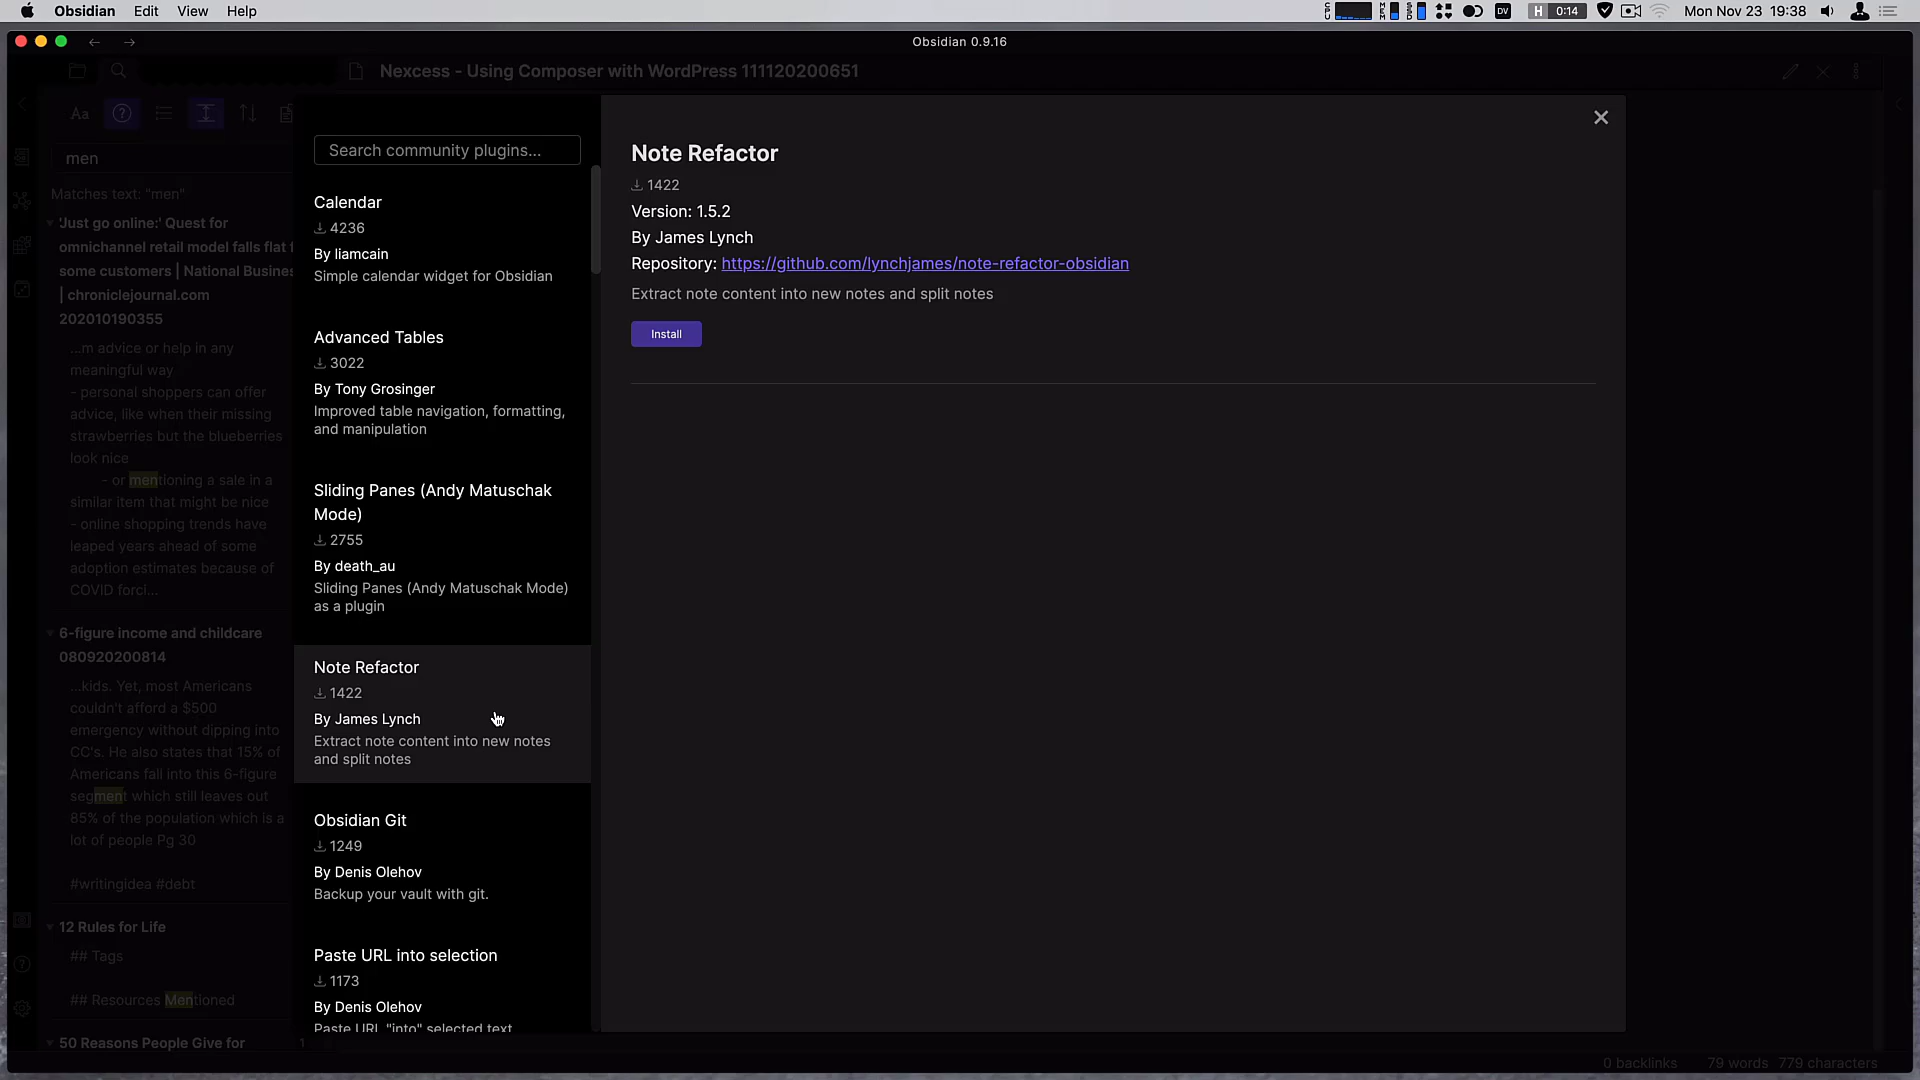 Obsidian Edit View Help
H 0:14
DV
Mon Nov 23 19:38
Obsidian 0.9.16
Nexcess - Using Composer with WordPress 111120200651
Aa
men
Matches text: "men"
'Just go online:' Quest for
omnichannel retail model falls flat f
some customers | National Busines
| chroniclejournal.com
202010190355
...m advice or help in any
meaningful way
- personal shoppers can offer
advice, like when their missing
strawberries but the blueberries
look nice
- or mentioning a sale in a
similar item that might be nice
- online shopping trends have
leaped years ahead of some
adoption estimates because of
COVID forci...
6-figure income and childcare
080920200814
...kids. Yet, most Americans
couldn't afford a $500
emergency without dipping into
CC's. He also states that 15% of
Americans fall into this 6-figure
segment which still leaves out
85% of the population which is a
lot of people Pg 30
#writingidea #debt
12 Rules for Life
## Tags
## Resources Mentioned
50 Reasons People Give for
1
Search community plugins...
Calendar
4236
By liamcain
Simple calendar widget for Obsidian
Advanced Tables
3022
By Tony Grosinger
Improved table navigation, formatting,
and manipulation
Sliding Panes (Andy Matuschak
Mode)
2755
By death_au
Sliding Panes (Andy Matuschak Mode)
as a plugin
Note Refactor
1422
By James Lynch
Extract note content into new notes
and split notes
Obsidian Git
1249
By Denis Olehov
Backup your vault with git.
Paste URL into selection
1173
By Denis Olehov
Paste URL "into" selected text
Note Refactor
1422
Version: 1.5.2
By James Lynch
Repository: https://github.com/lynchjames/note-refactor-obsidian
Extract note content into new notes and split notes
Install
0 backlinks 79 words 779 characters